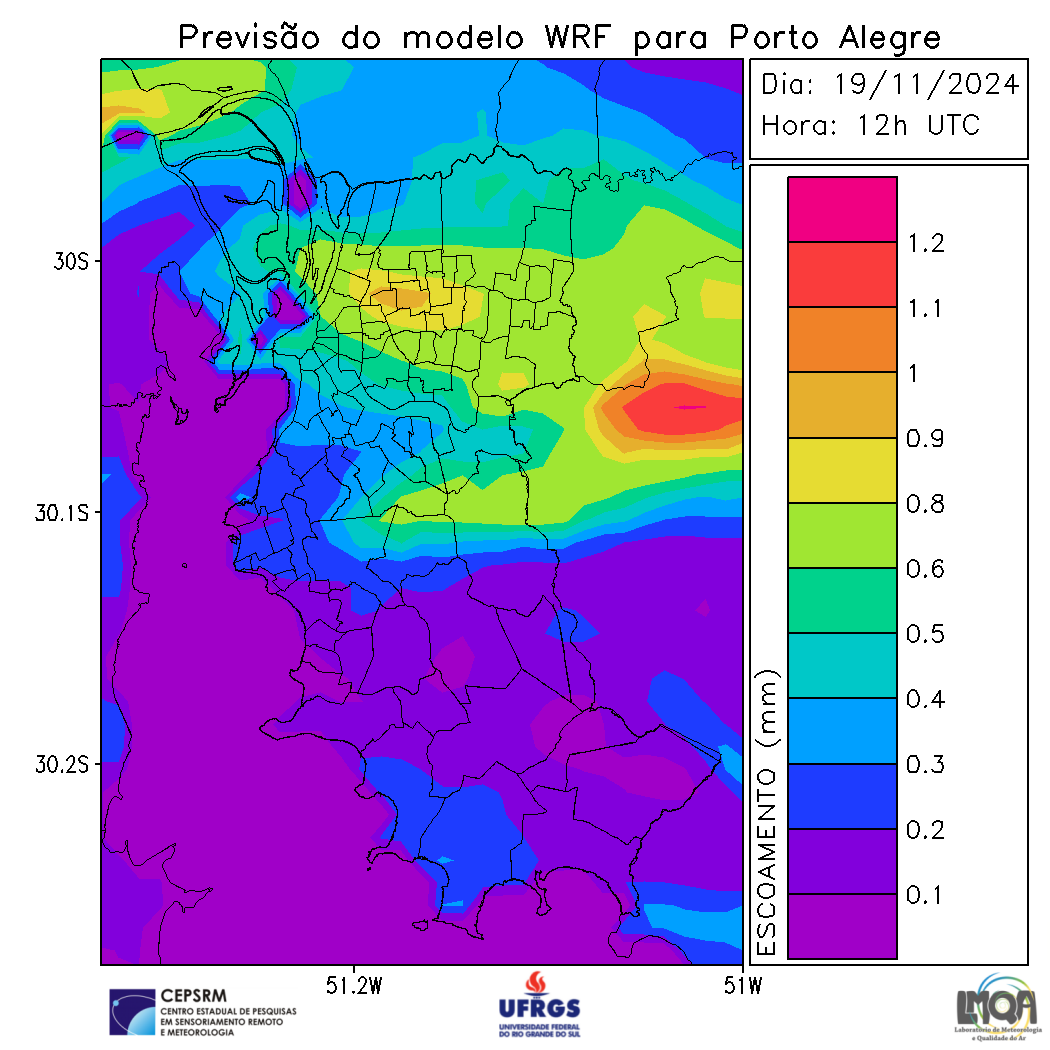 Previsão do modelo WRF para Porto Alegre
Dia: 19/11/2024
Hora: 12h UTC
30S
30.1S
30.2S
51.2W
51W
ESCOAMENTO (mm)
1.2
1.1
1
0.9
0.8
0.6
0.5
0.4
0.3
0.2
0.1
CEPSRM
CENTRO ESTADUAL DE PESQUISAS
EM SENSORIAMENTO REMOTO
E METEOROLOGIA
UFRGS
UNIVERSIDADE FEDERAL
DO RIO GRANDE DO SUL
LMQA
Laboratório de Meteorologia
e Qualidade do Ar